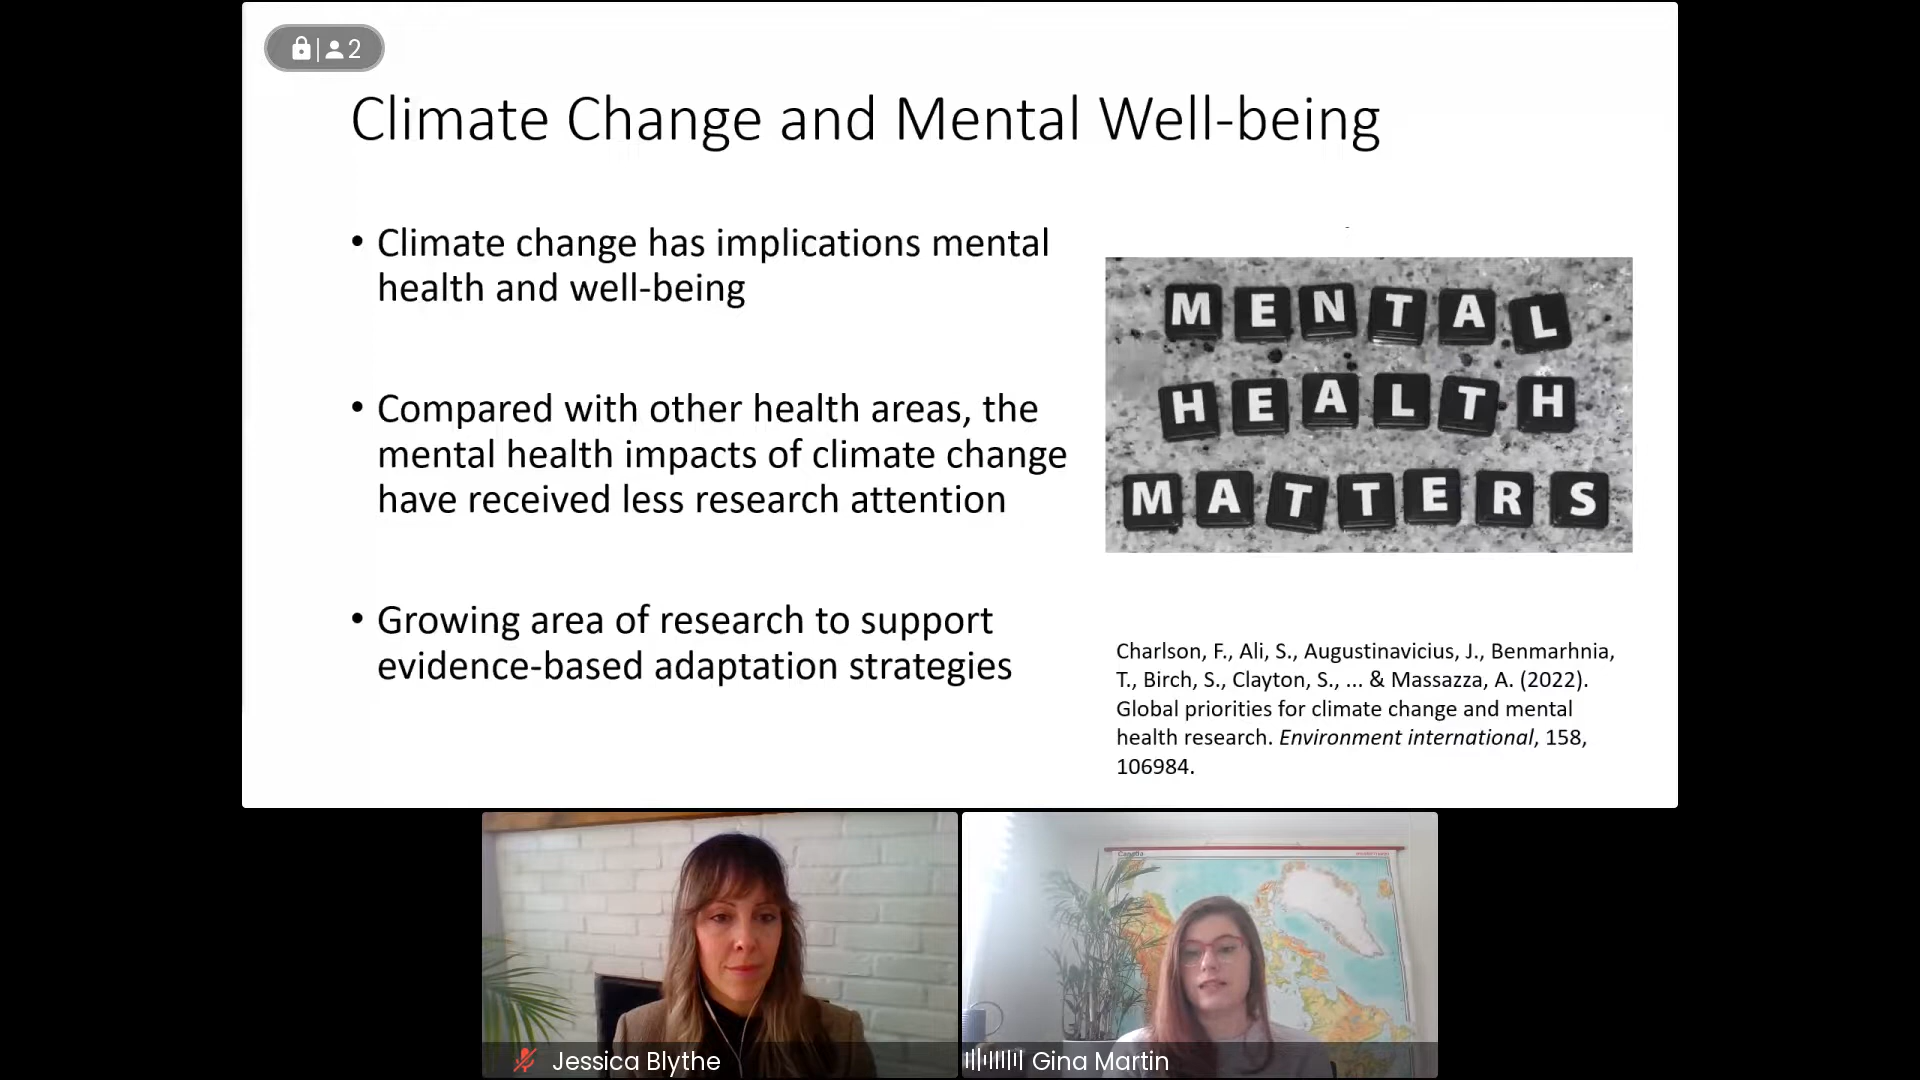 2
Climate Change and Mental Well-being
• Climate change has implications mental
health and well-being
• Compared with other health areas, the
mental health impacts of climate change
have received less research attention
• Growing area of research to support
evidence-based adaptation strategies
MENTAL
HEALTH
MATTERS
Charlson, F., Ali, S., Augustinavicius, J., Benmarhnia,
T., Birch, S., Clayton, S., ... & Massazza, A. (2022).
Global priorities for climate change and mental
health research. Environment international, 158,
106984.
Canada
Jessica Blythe
Gina Martin